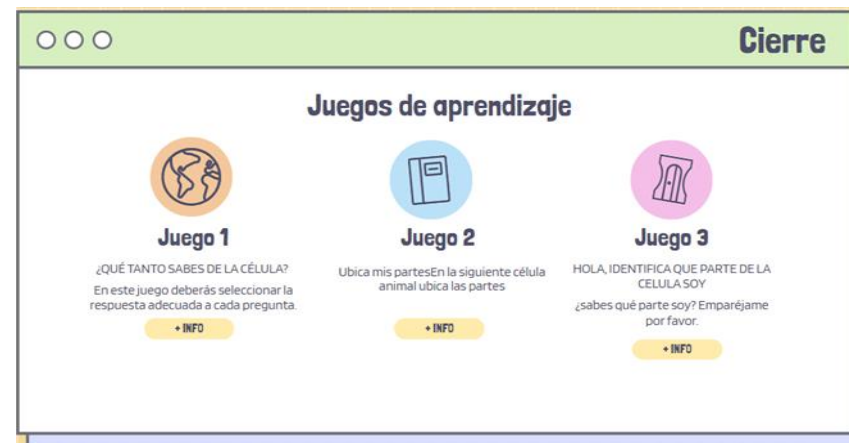 Cierre
Juegos de aprendizaje
Juego 1
¿QUÉ TANTO SABES DE LA CÉLULA?
En este juego deberás seleccionar la
respuesta adecuada a cada pregunta.
+ INFO
Juego 2
Ubica mis partesEn la siguiente célula
animal ubica las partes
+ INFO
Juego 3
HOLA, IDENTIFICA QUE PARTE DE LA
CELULA SOY
¿sabes qué parte soy? Emparéjame
por favor.
+ INFO